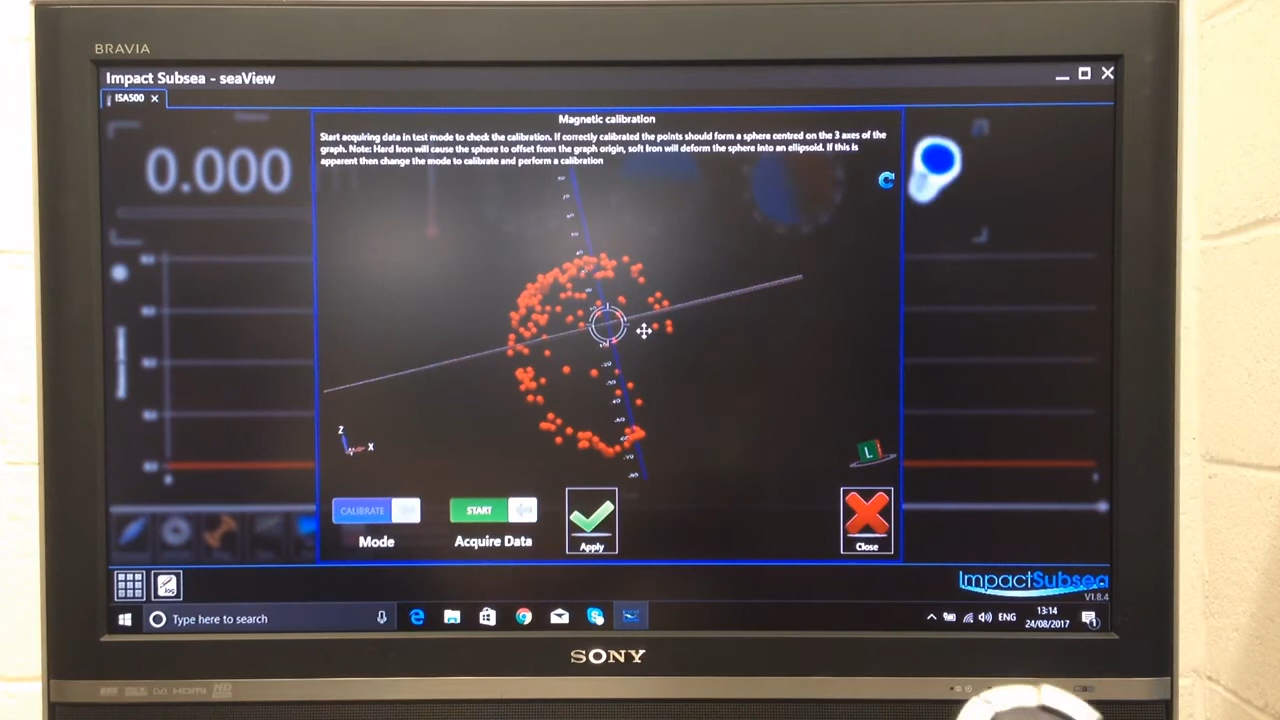 BRAVIA
Impact Subsea - seaView
ISA500
Magnetic calibration
Start acquiring data in test mode to check the calibration. If correctly calibrated the points should form a sphere centred on the 3 axes of the
graph. Note: Hard Iron will cause the sphere to offset from the graph origin, soft Iron will deform the sphere into an ellipsoid. If this is
apparent then change the mode to calibrate and perform a calibration
0.000
Z
X
L
CALIBRATE
START
Mode
Acquire Data
Apply
Close
log
ImpactSubsea
V1.8.4
Type here to search
ENG
13:14
24/08/2017
1
SONY
HDMI
HD